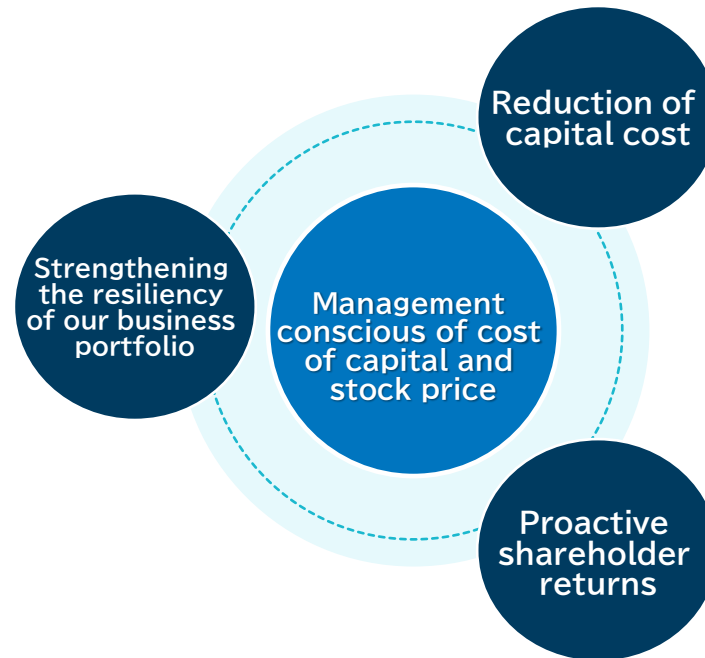 Reduction of
capital cost
Strengthening
the resiliency
of our business
portfolio
Management
conscious of cost
of capital and
stock price
Proactive
shareholder
returns